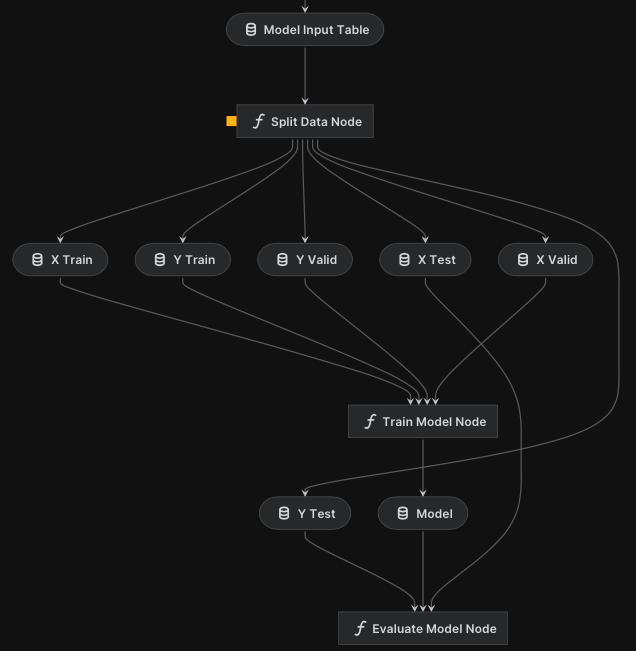 Model Input Table
Split Data Node
X Train
Y Train
Y Valid
X Test
X Valid
Train Model Node
Y Test
Model
Evaluate Model Node